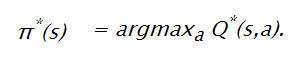 π*(s) = argmaxₐ Q*(s,a).